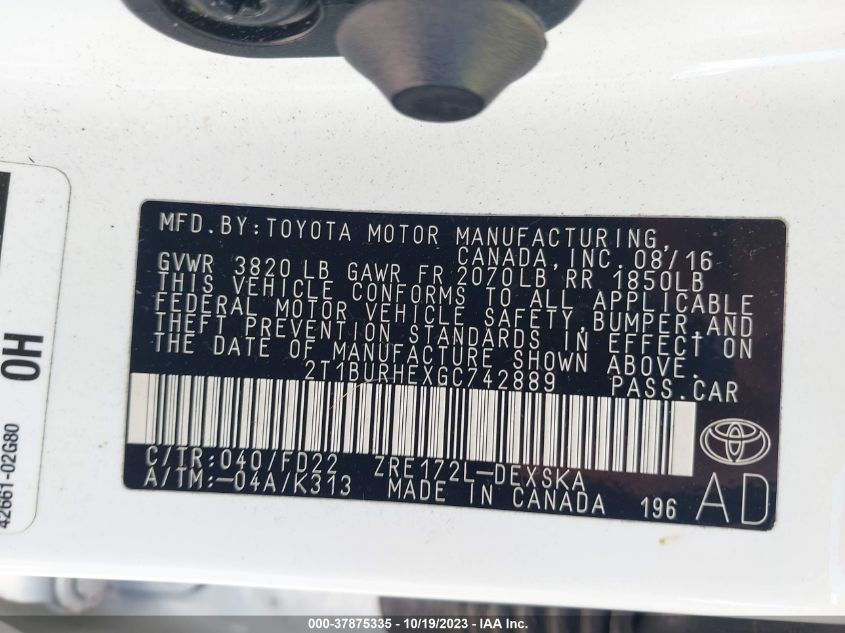 MFD.BY:TOYOTA MOTOR MANUFACTURING,
CANADA,INC. 08/16
GVWR 3820 LB GAWR FR 2070LB RR 1850LB
THIS VEHICLE CONFORMS TO ALL APPLICABLE
FEDERAL MOTOR VEHICLE SAFETY,BUMPER,AND
THEFT PREVENTION STANDARDS IN EFFECT ON
THE DATE OF MANUFACTURE SHOWN ABOVE.
2T1BURHEXGC742889 PASS.CAR
C/TR:040/FD22 ZRE172L-DEXSKA
A/TM:-04A/K313 MADE IN CANADA 196 AD
OH
42661-02G80
000-37875335 - 10/19/2023 - IAA Inc.